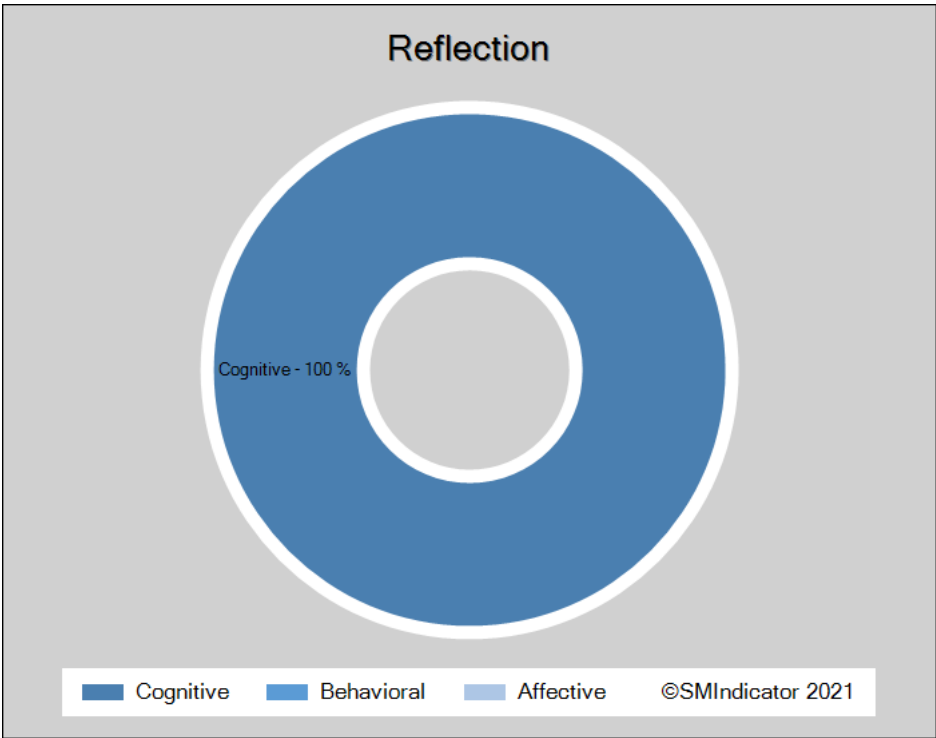 Reflection
Cognitive - 100 %
Cognitive Behavioral Affective ©SMIndicator 2021